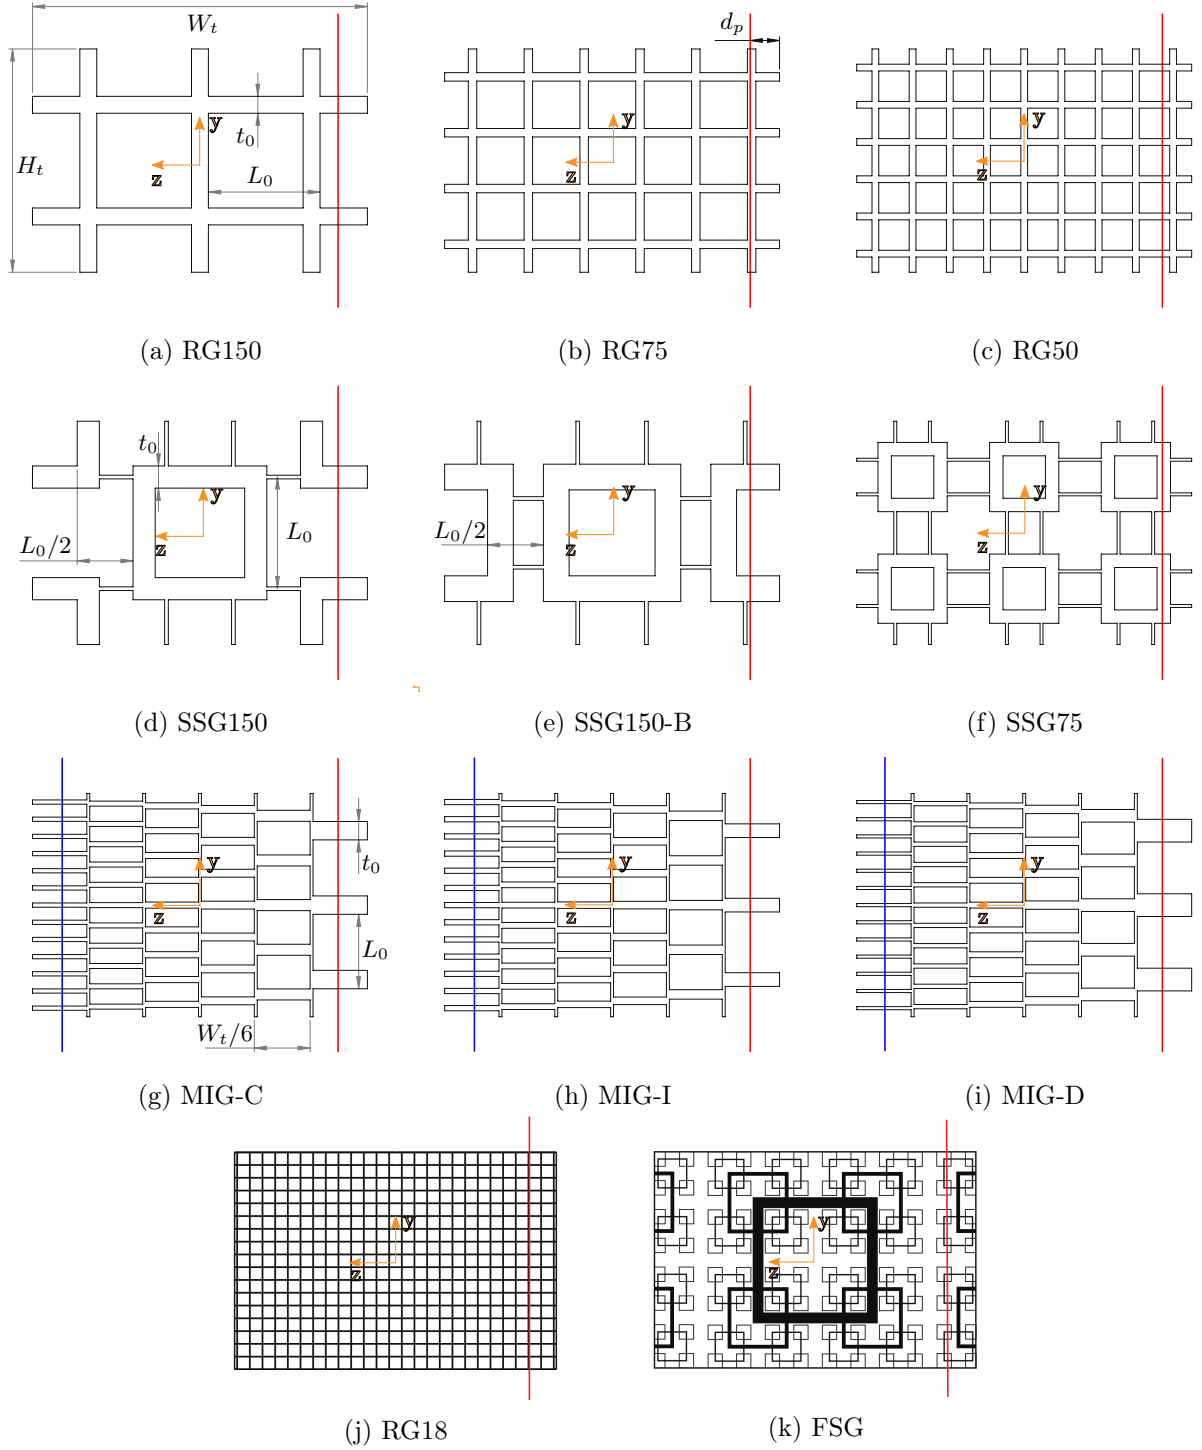 W_t
d_p
y
t_0
z
L_0
H_t
y
z
y
z
(a) RG150
(b) RG75
(c) RG50
t_0
y
z
L_0
L_0/2
y
z
L_0/2
y
z
(d) SSG150
(e) SSG150-B
(f) SSG75
y
z
t_0
L_0
W_t/6
y
z
y
z
(g) MIG-C
(h) MIG-I
(i) MIG-D
y
z
y
z
(j) RG18
(k) FSG